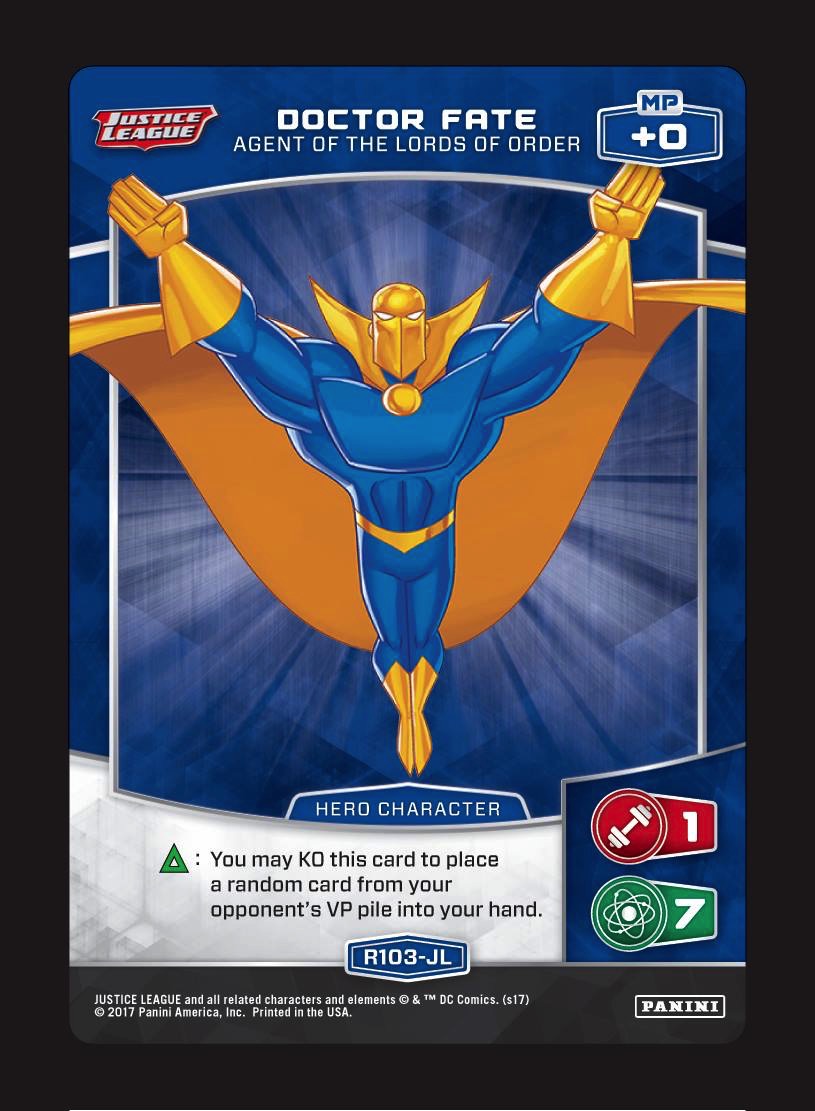 JUSTICE
LEAGUE
DOCTOR FATE
AGENT OF THE LORDS OF ORDER
MP
+0
HERO CHARACTER
: You may KO this card to place
a random card from your
opponent's VP pile into your hand.
1
7
R103-JL
JUSTICE LEAGUE and all related characters and elements © & ™ DC Comics. (s17)
© 2017 Panini America, Inc. Printed in the USA.
PANINI